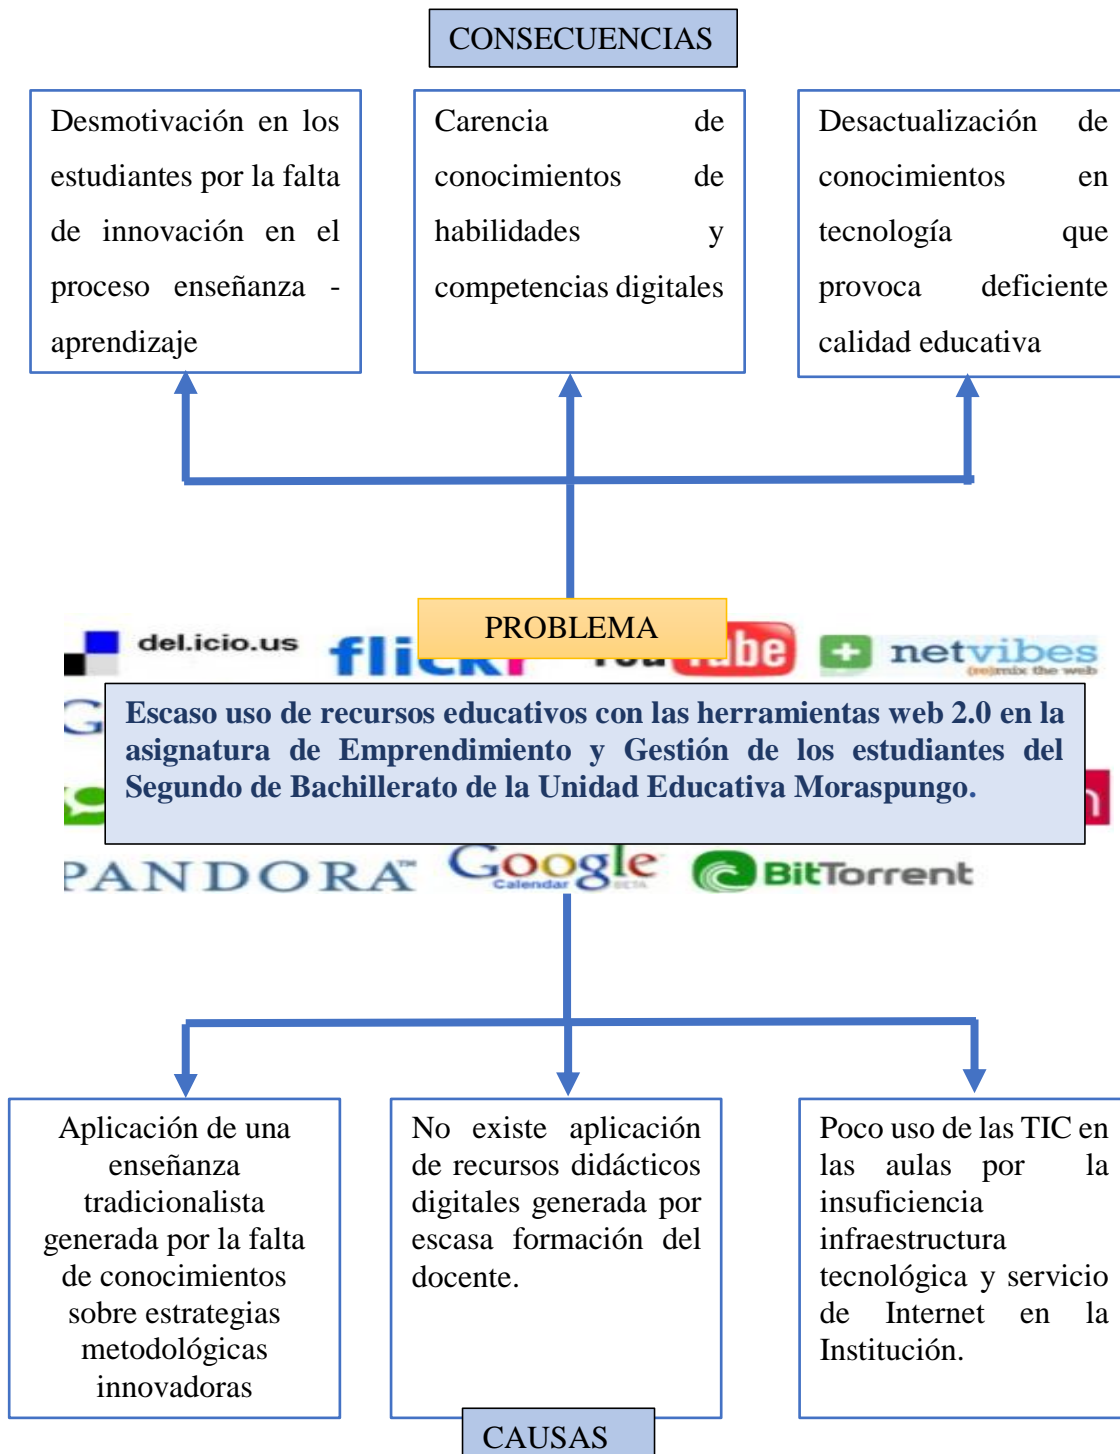 CONSECUENCIAS
Desmotivación en los
estudiantes por la falta
de innovación en el
proceso enseñanza -
aprendizaje
Carencia de
conocimientos de
habilidades y
competencias digitales
Desactualización de
conocimientos en
tecnología que
provoca deficiente
calidad educativa
PROBLEMA
del.icio.us
flickr
YouTube
netvibes
(re)mix the web
Escaso uso de recursos educativos con las herramientas web 2.0 en la
asignatura de Emprendimiento y Gestión de los estudiantes del
Segundo de Bachillerato de la Unidad Educativa Moraspungo.
PANDORA™
Google
Calendar BETA
BitTorrent
Aplicación de una
enseñanza
tradicionalista
generada por la falta
de conocimientos
sobre estrategias
metodológicas
innovadoras
No existe aplicación
de recursos didácticos
digitales generada por
escasa formación del
docente.
Poco uso de las TIC en
las aulas por la
insuficiencia
infraestructura
tecnológica y servicio
de Internet en la
Institución.
CAUSAS